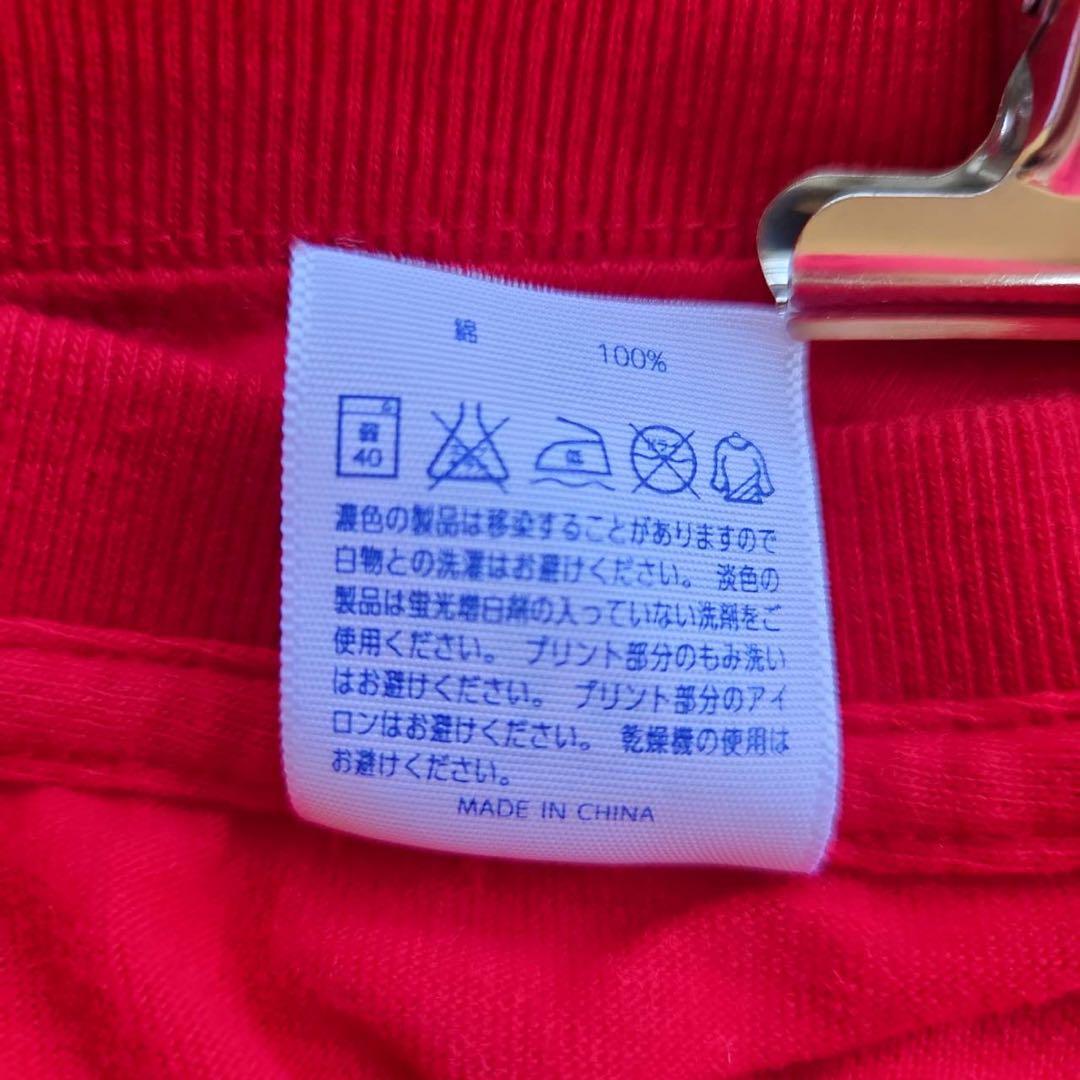 綿 100%
弱
40
ドライ
低
濃色の製品は移染することがありますので
白物との洗濯はお避けください。 淡色の
製品は蛍光増白剤の入っていない洗剤をご
使用ください。 プリント部分のもみ洗い
はお避けください。 プリント部分のアイ
ロンはお避けください。 乾燥機の使用は
お避けください。
MADE IN CHINA